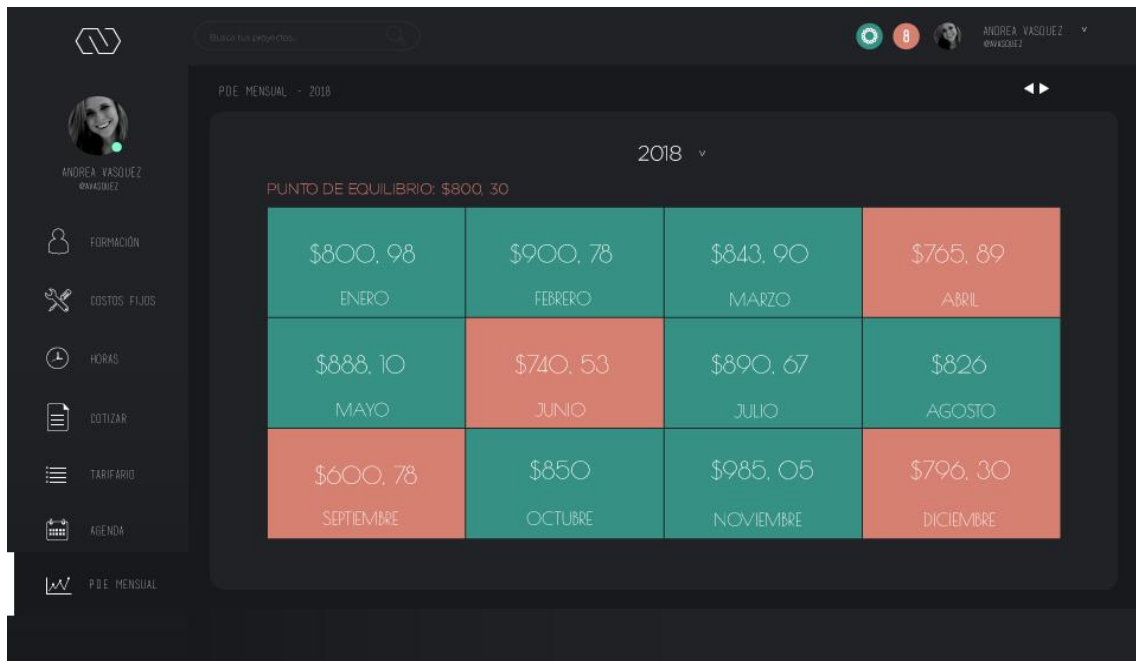 Busca tus proyectos...
8
ANDREA VASQUEZ
@AVASQUEZ
PDE MENSUAL - 2018
ANDREA VASQUEZ
@AVASQUEZ
FORMACIÓN
COSTOS FIJOS
HORAS
COTIZAR
TARIFARIO
AGENDA
PDE MENSUAL
2018
PUNTO DE EQUILIBRIO: $800, 30
$800, 98
ENERO
$900, 78
FEBRERO
$843, 90
MARZO
$765, 89
ABRIL
$888, 10
MAYO
$740, 53
JUNIO
$890, 67
JULIO
$826
AGOSTO
$600, 78
SEPTIEMBRE
$850
OCTUBRE
$985, 05
NOVIEMBRE
$796, 30
DICIEMBRE